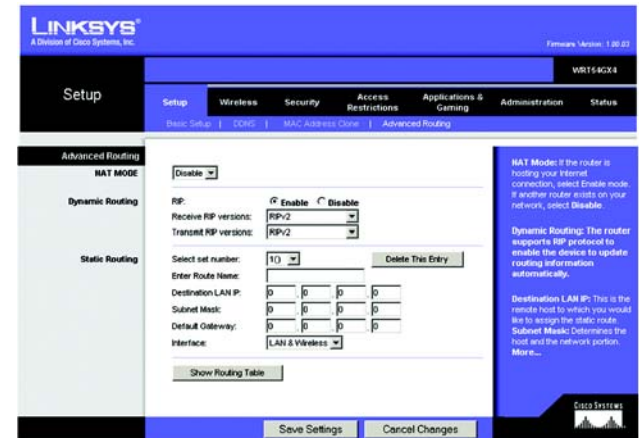 LINKSYS®
A Division of Cisco Systems, Inc.
Firmware Version: 1.00.03
WRT54GX4
Setup
Setup Wireless Security Access Restrictions Applications & Gaming Administration Status
Basic Setup | DDNS | MAC Address Clone | Advanced Routing
Advanced Routing
NAT MODE
Disable
Dynamic Routing
RIP: Enable Disable
Receive RIP versions: RIPv2
Transmit RIP versions: RIPv2
Static Routing
Select set number: 1() Delete This Entry
Enter Route Name:
Destination LAN IP: 0 . 0 . 0 . 0
Subnet Mask: 0 . 0 . 0 . 0
Default Gateway: 0 . 0 . 0 . 0
Interface: LAN & Wireless
Show Routing Table
NAT Mode: If the router is
hosting your Internet
connection, select Enable mode.
If another router exists on your
network, select Disable.
Dynamic Routing: The router
supports RIP protocol to
enable the device to update
routing information
automatically.
Destination LAN IP: This is the
remote host to which you would
like to assign the static route.
Subnet Mask: Determines the
host and the network portion.
More...
Save Settings Cancel Changes
CISCO SYSTEMS